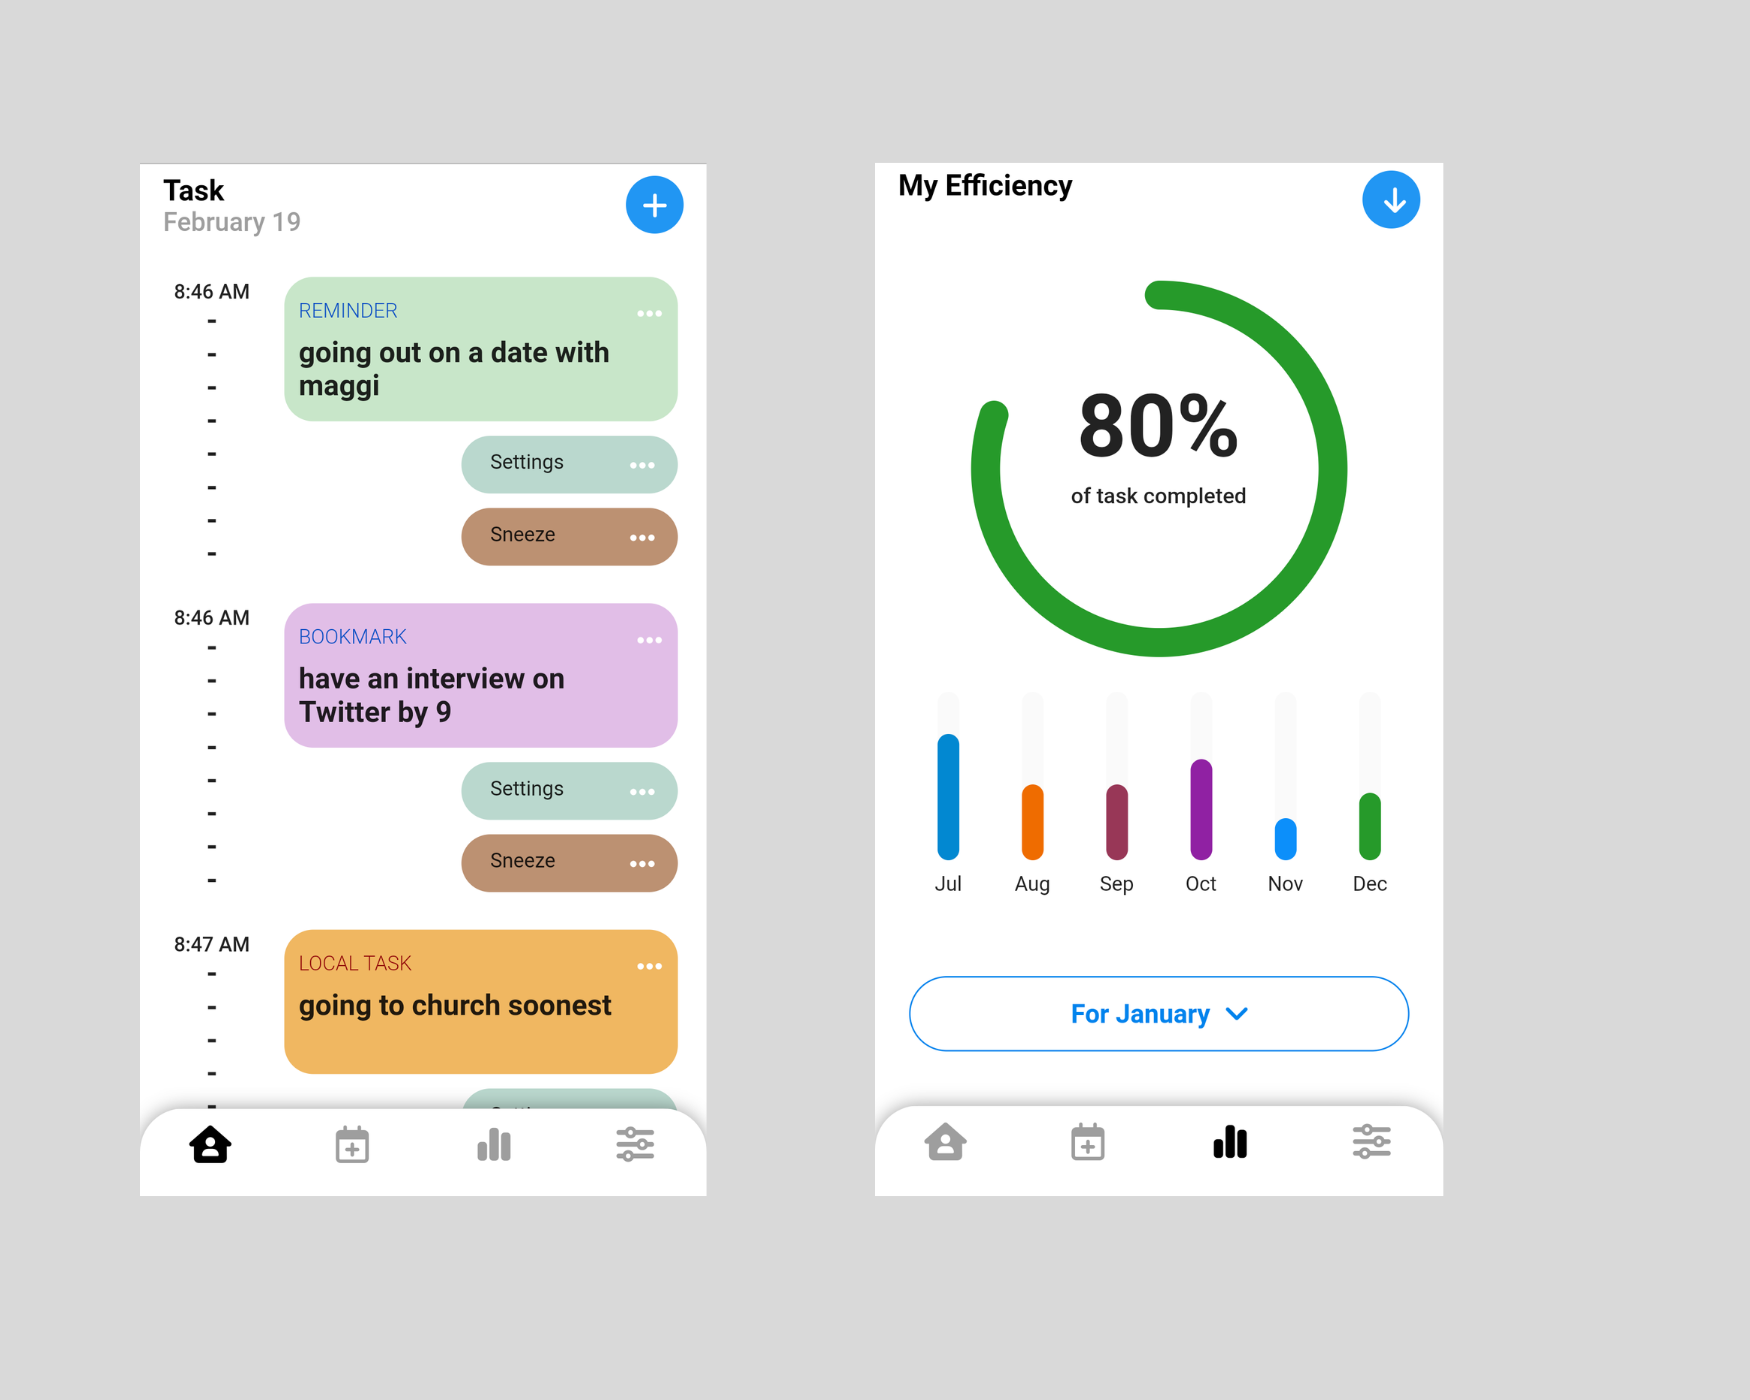 Task
February 19
8:46 AM
REMINDER
going out on a date with
maggi
Settings
Sneeze
8:46 AM
BOOKMARK
have an interview on
Twitter by 9
Settings
Sneeze
8:47 AM
LOCAL TASK
going to church soonest
My Efficiency
80%
of task completed
Jul Aug Sep Oct Nov Dec
For January